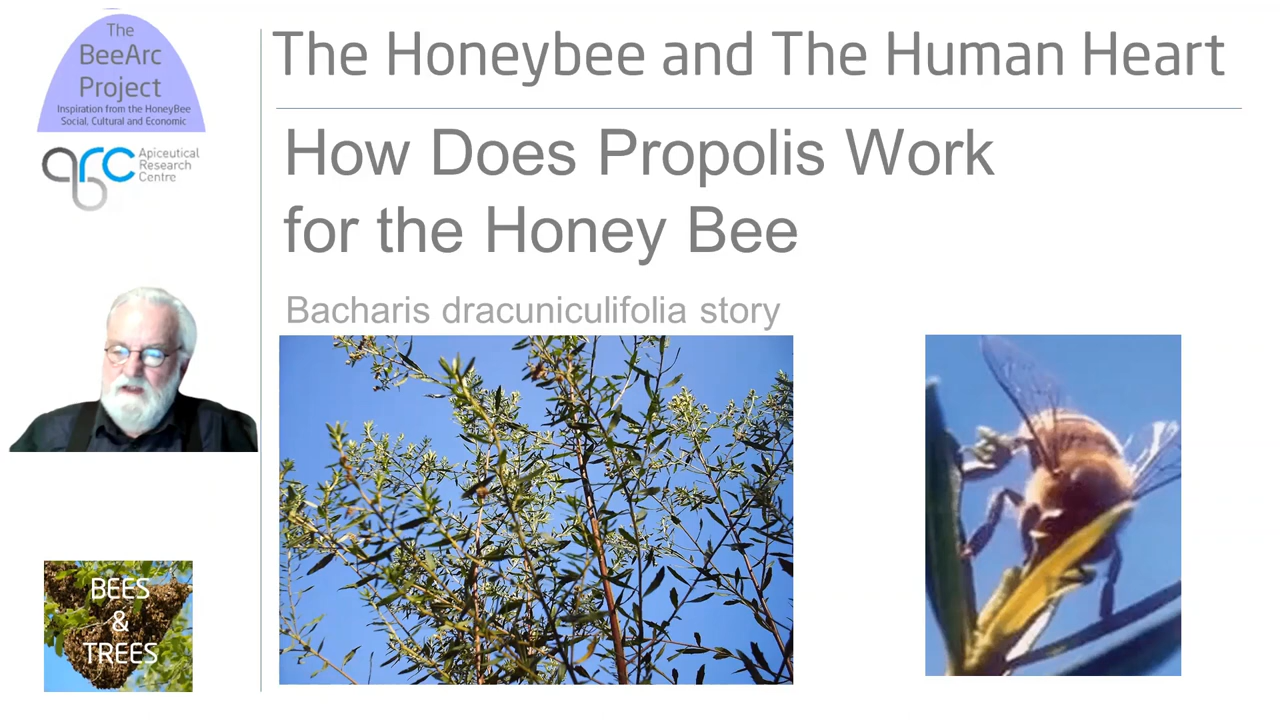 The
BeeArc
Project
Inspiration from the HoneyBee
Social, Cultural and Economic
arc
Apiceutical
Research
Centre
The Honeybee and The Human Heart
How Does Propolis Work
for the Honey Bee
Bacharis dracuniculifolia story
BEES
&
TREES